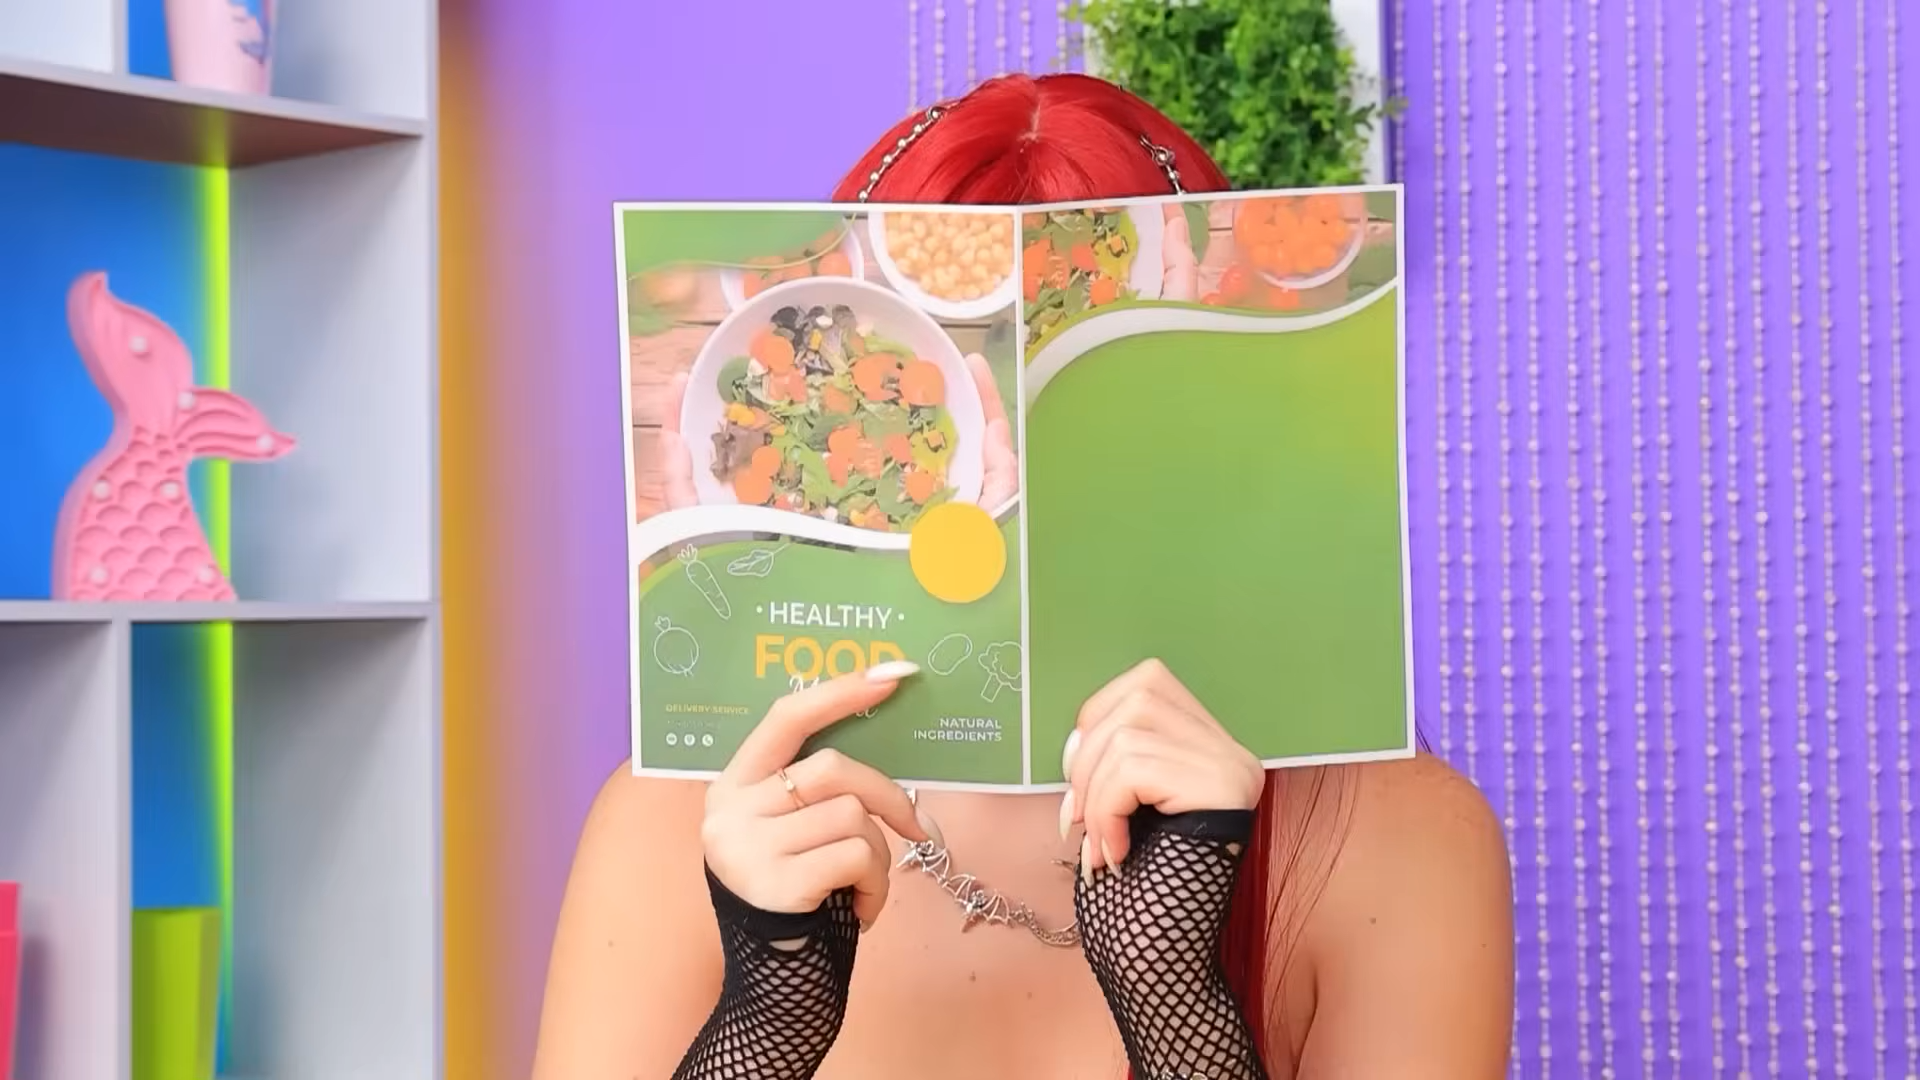 • HEALTHY •
FOOD
DELIVERY SERVICE
NATURAL
INGREDIENTS